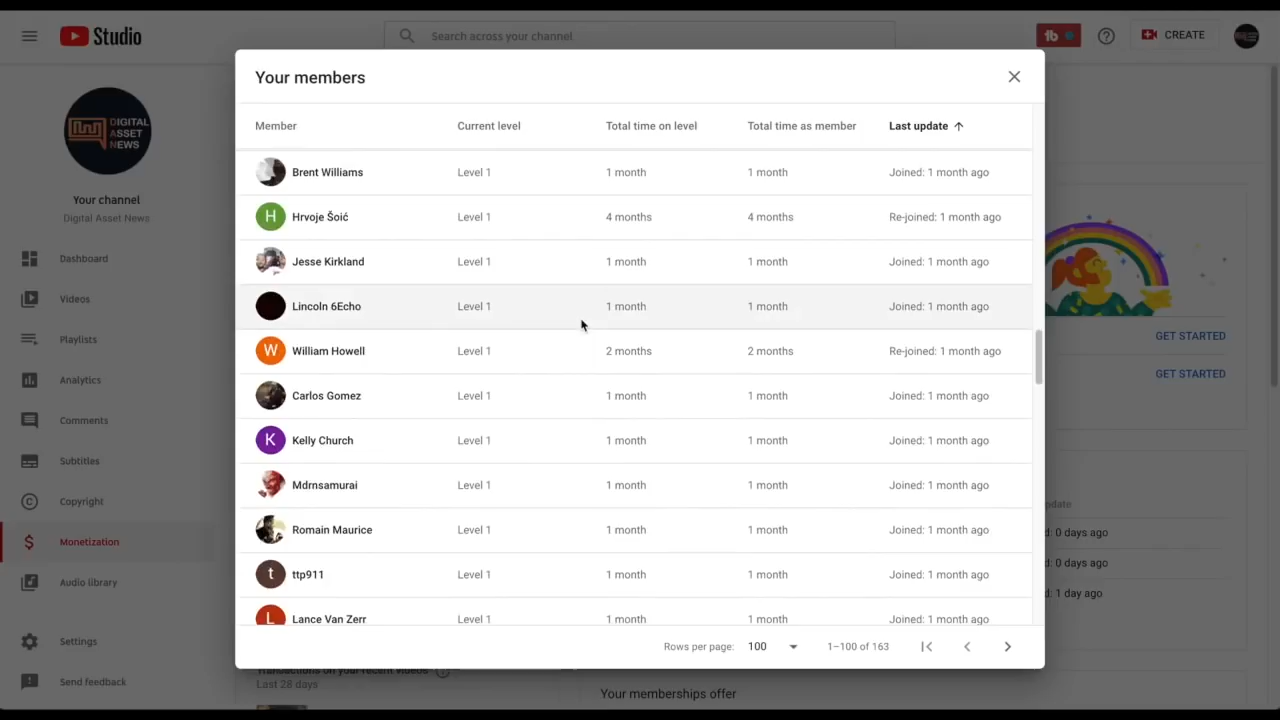 Studio
Search across your channel
CREATE
DIGITAL
ASSET
NEWS
Your channel
Digital Asset News
Dashboard
Videos
Playlists
Analytics
Comments
Subtitles
Copyright
Monetization
Audio library
Settings
Send feedback
Your members
Member Current level Total time on level Total time as member Last update
Brent Williams Level 1 1 month 1 month Joined: 1 month ago
H Hrvoje Šoić Level 1 4 months 4 months Re-joined: 1 month ago
Jesse Kirkland Level 1 1 month 1 month Joined: 1 month ago
Lincoln 6Echo Level 1 1 month 1 month Joined: 1 month ago
W William Howell Level 1 2 months 2 months Re-joined: 1 month ago
Carlos Gomez Level 1 1 month 1 month Joined: 1 month ago
K Kelly Church Level 1 1 month 1 month Joined: 1 month ago
Mdrnsamurai Level 1 1 month 1 month Joined: 1 month ago
Romain Maurice Level 1 1 month 1 month Joined: 1 month ago
t ttp911 Level 1 1 month 1 month Joined: 1 month ago
L Lance Van Zerr Level 1 1 month 1 month Joined: 1 month ago
Rows per page: 100 1–100 of 163
GET STARTED
GET STARTED
pdate
d: 0 days ago
d: 0 days ago
d: 1 day ago
Transactions on your recent videos
Last 28 days
Your memberships offer